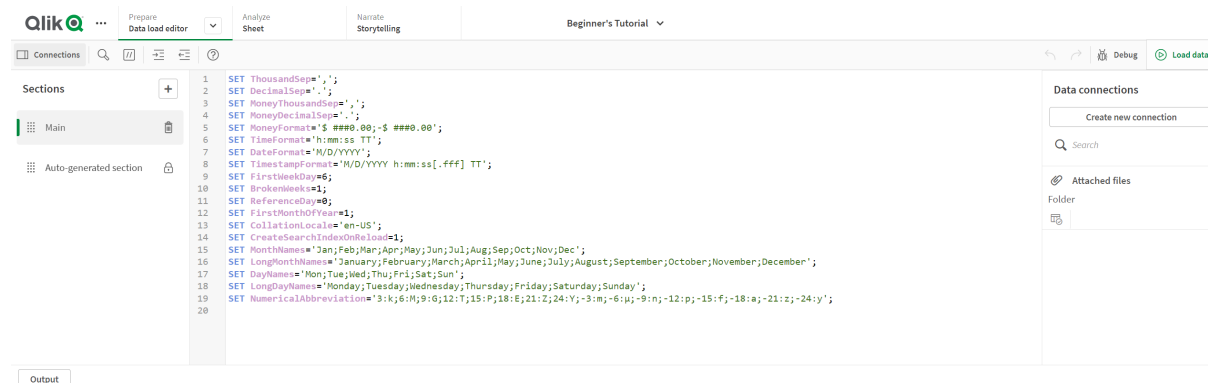 Qlik ... Prepare Data load editor Analyze Sheet Narrate Storytelling Beginner's Tutorial
Connections // ? Debug Load data
Sections +
Main
Auto-generated section
1 SET ThousandSep=',';
2 SET DecimalSep='.';
3 SET MoneyThousandSep=',';
4 SET MoneyDecimalSep='.';
5 SET MoneyFormat='$ ###0.00;-$ ###0.00';
6 SET TimeFormat='h:mm:ss TT';
7 SET DateFormat='M/D/YYYY';
8 SET TimestampFormat='M/D/YYYY h:mm:ss[.fff] TT';
9 SET FirstWeekDay=6;
10 SET BrokenWeeks=1;
11 SET ReferenceDay=0;
12 SET FirstMonthOfYear=1;
13 SET CollationLocale='en-US';
14 SET CreateSearchIndexOnReload=1;
15 SET MonthNames='Jan;Feb;Mar;Apr;May;Jun;Jul;Aug;Sep;Oct;Nov;Dec';
16 SET LongMonthNames='January;February;March;April;May;June;July;August;September;October;November;December';
17 SET DayNames='Mon;Tue;Wed;Thu;Fri;Sat;Sun';
18 SET LongDayNames='Monday;Tuesday;Wednesday;Thursday;Friday;Saturday;Sunday';
19 SET NumericalAbbreviation='3:k;6:M;9:G;12:T;15:P;18:E;21:Z;24:Y;-3:m;-6:μ;-9:n;-12:p;-15:f;-18:a;-21:z;-24:y';
20
Data connections
Create new connection
Search
Attached files
Folder
Output